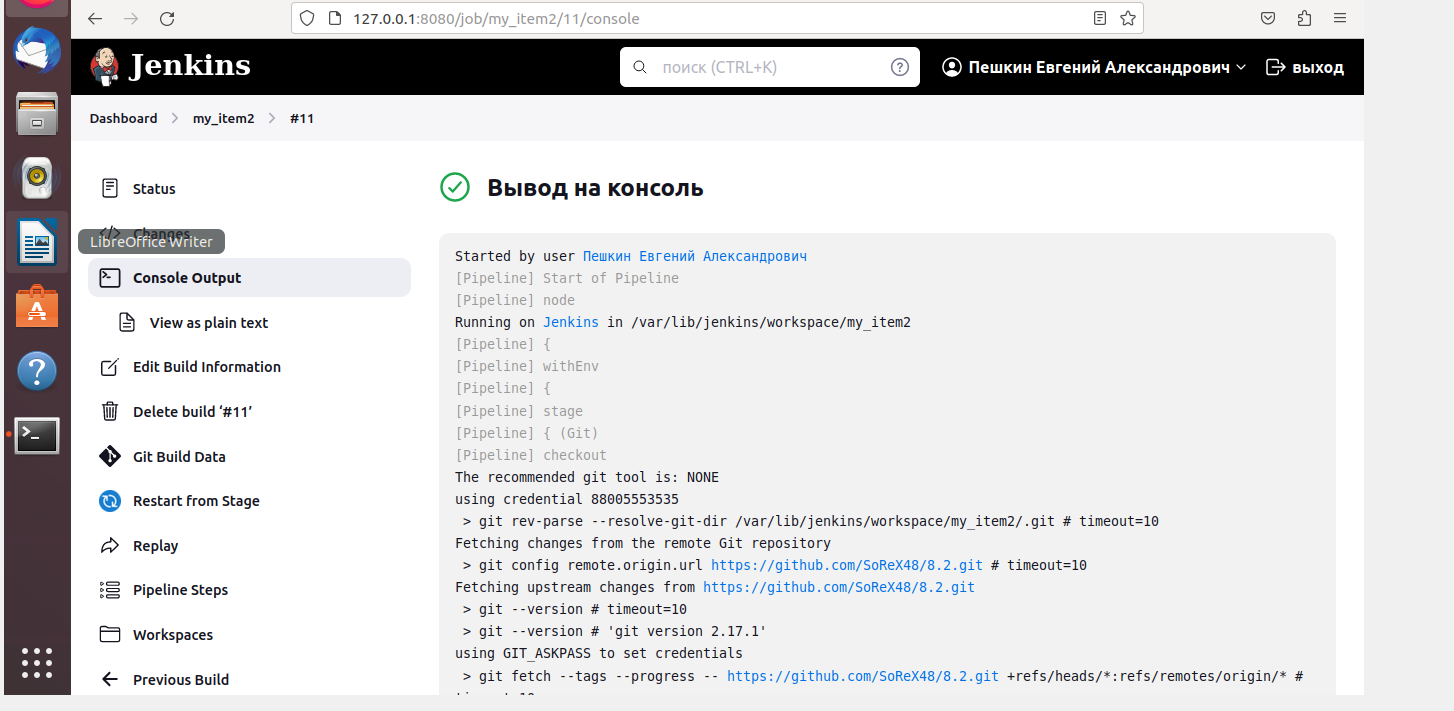 127.0.0.1:8080/job/my_item2/11/console
Jenkins
поиск (CTRL+K)
?
Пешкин Евгений Александрович
выход
Dashboard > my_item2 > #11
Status
Changes
LibreOffice Writer
Console Output
View as plain text
Edit Build Information
Delete build ‘#11’
Git Build Data
Restart from Stage
Replay
Pipeline Steps
Workspaces
Previous Build
Вывод на консоль
Started by user Пешкин Евгений Александрович
[Pipeline] Start of Pipeline
[Pipeline] node
Running on Jenkins in /var/lib/jenkins/workspace/my_item2
[Pipeline] {
[Pipeline] withEnv
[Pipeline] {
[Pipeline] stage
[Pipeline] { (Git)
[Pipeline] checkout
The recommended git tool is: NONE
using credential 88005553535
> git rev-parse --resolve-git-dir /var/lib/jenkins/workspace/my_item2/.git # timeout=10
Fetching changes from the remote Git repository
> git config remote.origin.url https://github.com/SoReX48/8.2.git # timeout=10
Fetching upstream changes from https://github.com/SoReX48/8.2.git
> git --version # timeout=10
> git --version # 'git version 2.17.1'
using GIT_ASKPASS to set credentials
> git fetch --tags --progress -- https://github.com/SoReX48/8.2.git +refs/heads/*:refs/remotes/origin/* #